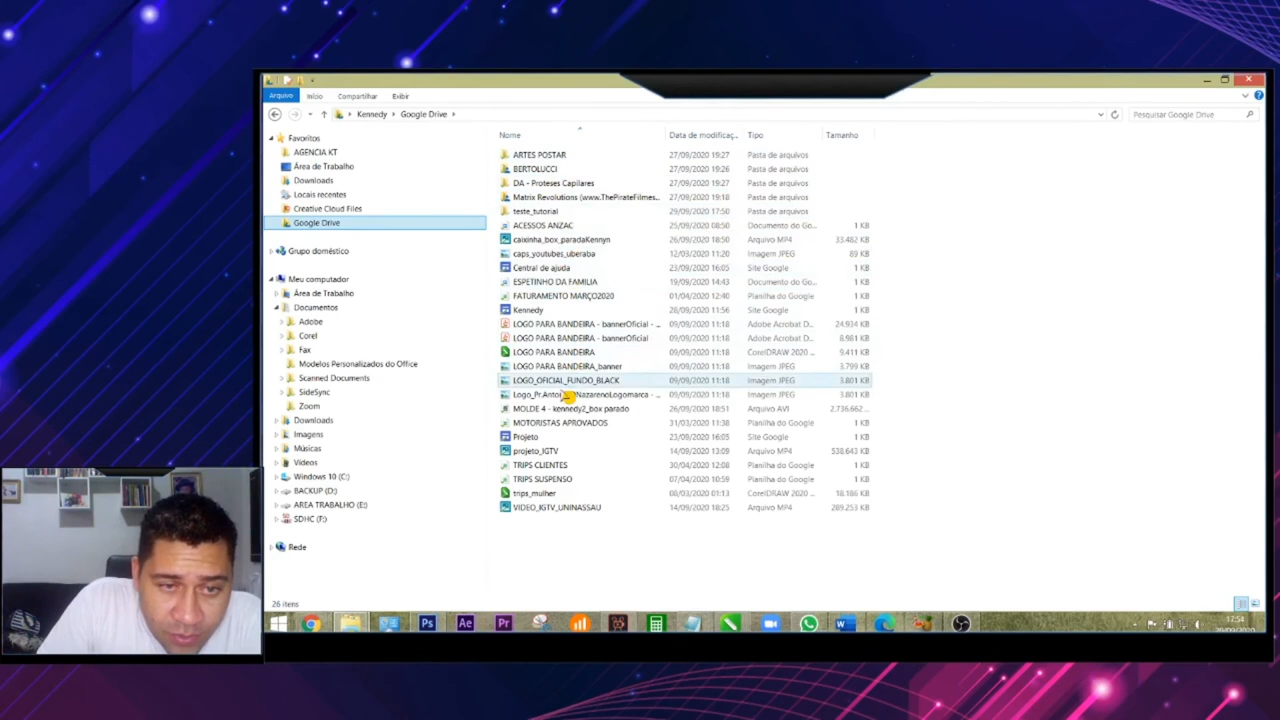 Arquivo Início Compartilhar Exibir
Kennedy Google Drive Pesquisar Google Drive
Favoritos
AGENCIA KT
Área de Trabalho
Downloads
Locais recentes
Creative Cloud Files
Google Drive
Grupo doméstico
Meu computador
Área de Trabalho
Documentos
Adobe
Corel
Fax
Modelos Personalizados do Office
Scanned Documents
SideSync
Zoom
Downloads
Imagens
Músicas
Vídeos
Windows 10 (C:)
BACKUP (D:)
AREA TRABALHO (E:)
SDHC (F:)
Rede
Nome Data de modificaç... Tipo Tamanho
ARTES POSTAR 27/09/2020 19:27 Pasta de arquivos
BERTOLUCCI 27/09/2020 19:26 Pasta de arquivos
DA - Proteses Capilares 27/09/2020 19:27 Pasta de arquivos
Matrix Revolutions (www.ThePirateFilmes... 27/09/2020 19:18 Pasta de arquivos
teste_tutorial 29/09/2020 17:50 Pasta de arquivos
ACESSOS ANZAC 25/09/2020 08:50 Documento do Go... 1 KB
caixinha_box_paradaKennyn 26/09/2020 18:50 Arquivo MP4 33.482 KB
caps_youtubes_uberaba 12/03/2020 11:20 Imagem JPEG 89 KB
Central de ajuda 23/09/2020 16:05 Site Google 1 KB
ESPETINHO DA FAMILIA 19/09/2020 14:43 Documento do Go... 1 KB
FATURAMENTO MARÇO2020 01/04/2020 12:40 Planilha do Google 1 KB
Kennedy 28/09/2020 11:56 Site Google 1 KB
LOGO PARA BANDEIRA - bannerOficial - ... 09/09/2020 11:18 Adobe Acrobat D... 24.934 KB
LOGO PARA BANDEIRA - bannerOficial 09/09/2020 11:18 Adobe Acrobat D... 8.981 KB
LOGO PARA BANDEIRA 09/09/2020 11:18 CorelDRAW 2020 ... 9.411 KB
LOGO PARA BANDEIRA_banner 09/09/2020 11:18 Imagem JPEG 3.799 KB
LOGO_OFICIAL_FUNDO_BLACK 09/09/2020 11:18 Imagem JPEG 3.801 KB
NazarenoLogomarca - ... 09/09/2020 11:18 Imagem JPEG 3.801 KB
MOLDE 4 - kennedy2_box parado 26/09/2020 18:51 Arquivo AVI 2.736.662 ...
MOTORISTAS APROVADOS 31/03/2020 11:38 Planilha do Google 1 KB
Projeto 23/09/2020 16:05 Site Google 1 KB
projeto_IGTV 14/09/2020 13:09 Arquivo MP4 538.643 KB
TRIPS CLIENTES 30/04/2020 12:08 Planilha do Google 1 KB
TRIPS SUSPENSO 07/04/2020 10:59 Planilha do Google 1 KB
trips_mulher 08/03/2020 01:13 CorelDRAW 2020 ... 18.186 KB
VIDEO_IGTV_UNINASSAU 14/09/2020 18:25 Arquivo MP4 289.253 KB
26 itens
Ps Ae Pr
17:54